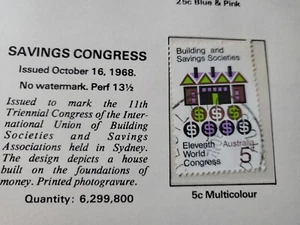 25c Blue & Pink
SAVINGS CONGRESS
Issued October 16, 1968.
No watermark. Perf 13½
Issued to mark the 11th
Triennial Congress of the Inter-
national Union of Building
Societies and Savings
Associations held in Sydney.
The design depicts a house
built on the foundations of
money. Printed photogravure.
Quantity: 6,299,800
Building and
Savings Societies
$ $ $ $
$ $ $ $
Eleventh Australia
World
Congress 5c
5c Multicolour